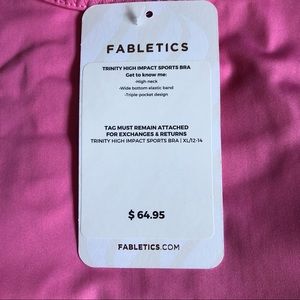 FABLETICS
TRINITY HIGH IMPACT SPORTS BRA
Get to know me:
-High neck
-Wide bottom elastic band
-Triple-pocket design
TAG MUST REMAIN ATTACHED
FOR EXCHANGES & RETURNS
TRINITY HIGH IMPACT SPORTS BRA | XL/12-14
$ 64.95
FABLETICS.COM